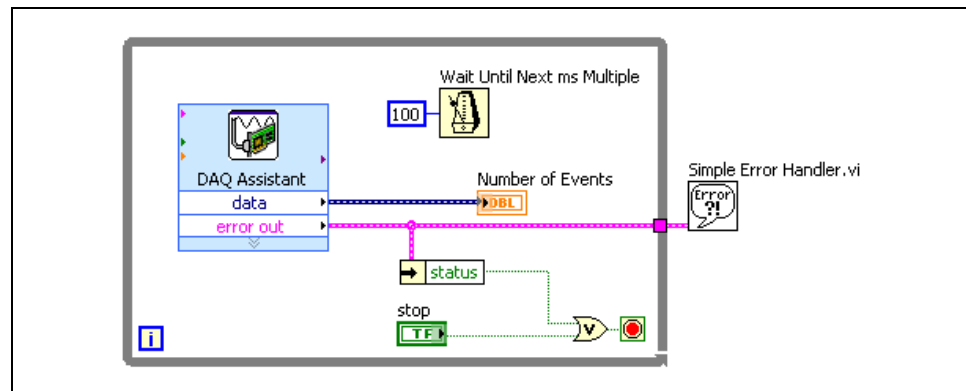 Wait Until Next ms Multiple
100
DAQ Assistant
data
error out
Number of Events
DBL
Simple Error Handler.vi
Error
?!
status
stop
TF
V
i